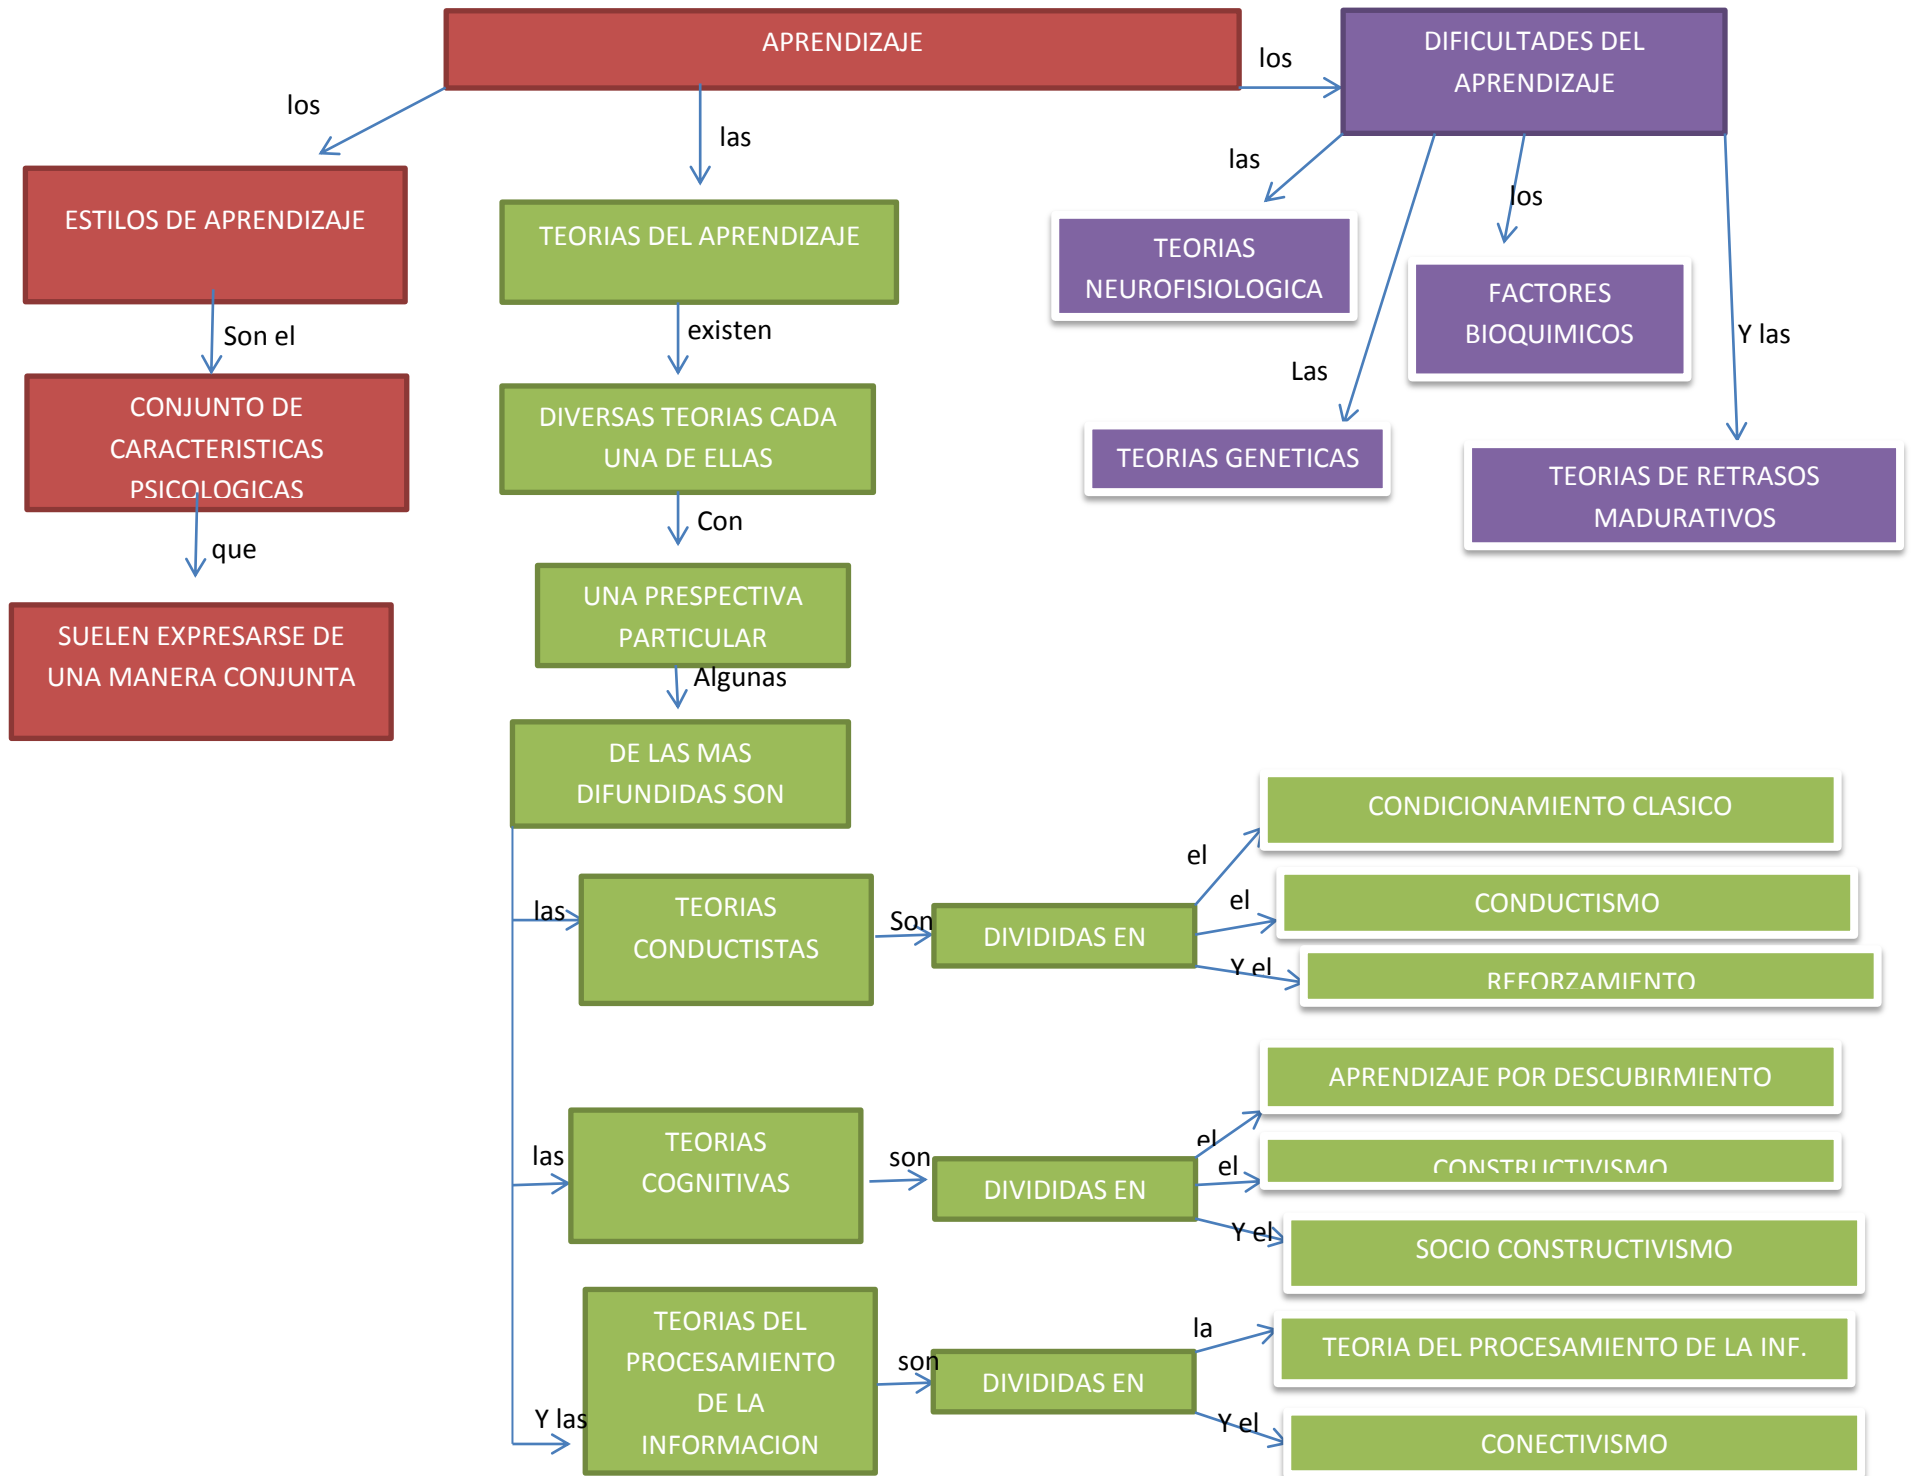 APRENDIZAJE
los
DIFICULTADES DEL
APRENDIZAJE
los
las
ESTILOS DE APRENDIZAJE
Son el
CONJUNTO DE
CARACTERISTICAS
PSICOLOGICAS
que
SUELEN EXPRESARSE DE
UNA MANERA CONJUNTA
TEORIAS DEL APRENDIZAJE
existen
DIVERSAS TEORIAS CADA
UNA DE ELLAS
Con
UNA PRESPECTIVA
PARTICULAR
Algunas
DE LAS MAS
DIFUNDIDAS SON
las
TEORIAS
NEUROFISIOLOGICA
Las
TEORIAS GENETICAS
los
FACTORES
BIOQUIMICOS
Y las
TEORIAS DE RETRASOS
MADURATIVOS
las
TEORIAS
CONDUCTISTAS
Son
DIVIDIDAS EN
el
CONDICIONAMIENTO CLASICO
el
CONDUCTISMO
Y el
REFORZAMIENTO
las
TEORIAS
COGNITIVAS
son
DIVIDIDAS EN
el
APRENDIZAJE POR DESCUBIRMIENTO
el
CONSTRUCTIVISMO
Y el
SOCIO CONSTRUCTIVISMO
Y las
TEORIAS DEL
PROCESAMIENTO
DE LA
INFORMACION
son
DIVIDIDAS EN
la
TEORIA DEL PROCESAMIENTO DE LA INF.
Y el
CONECTIVISMO